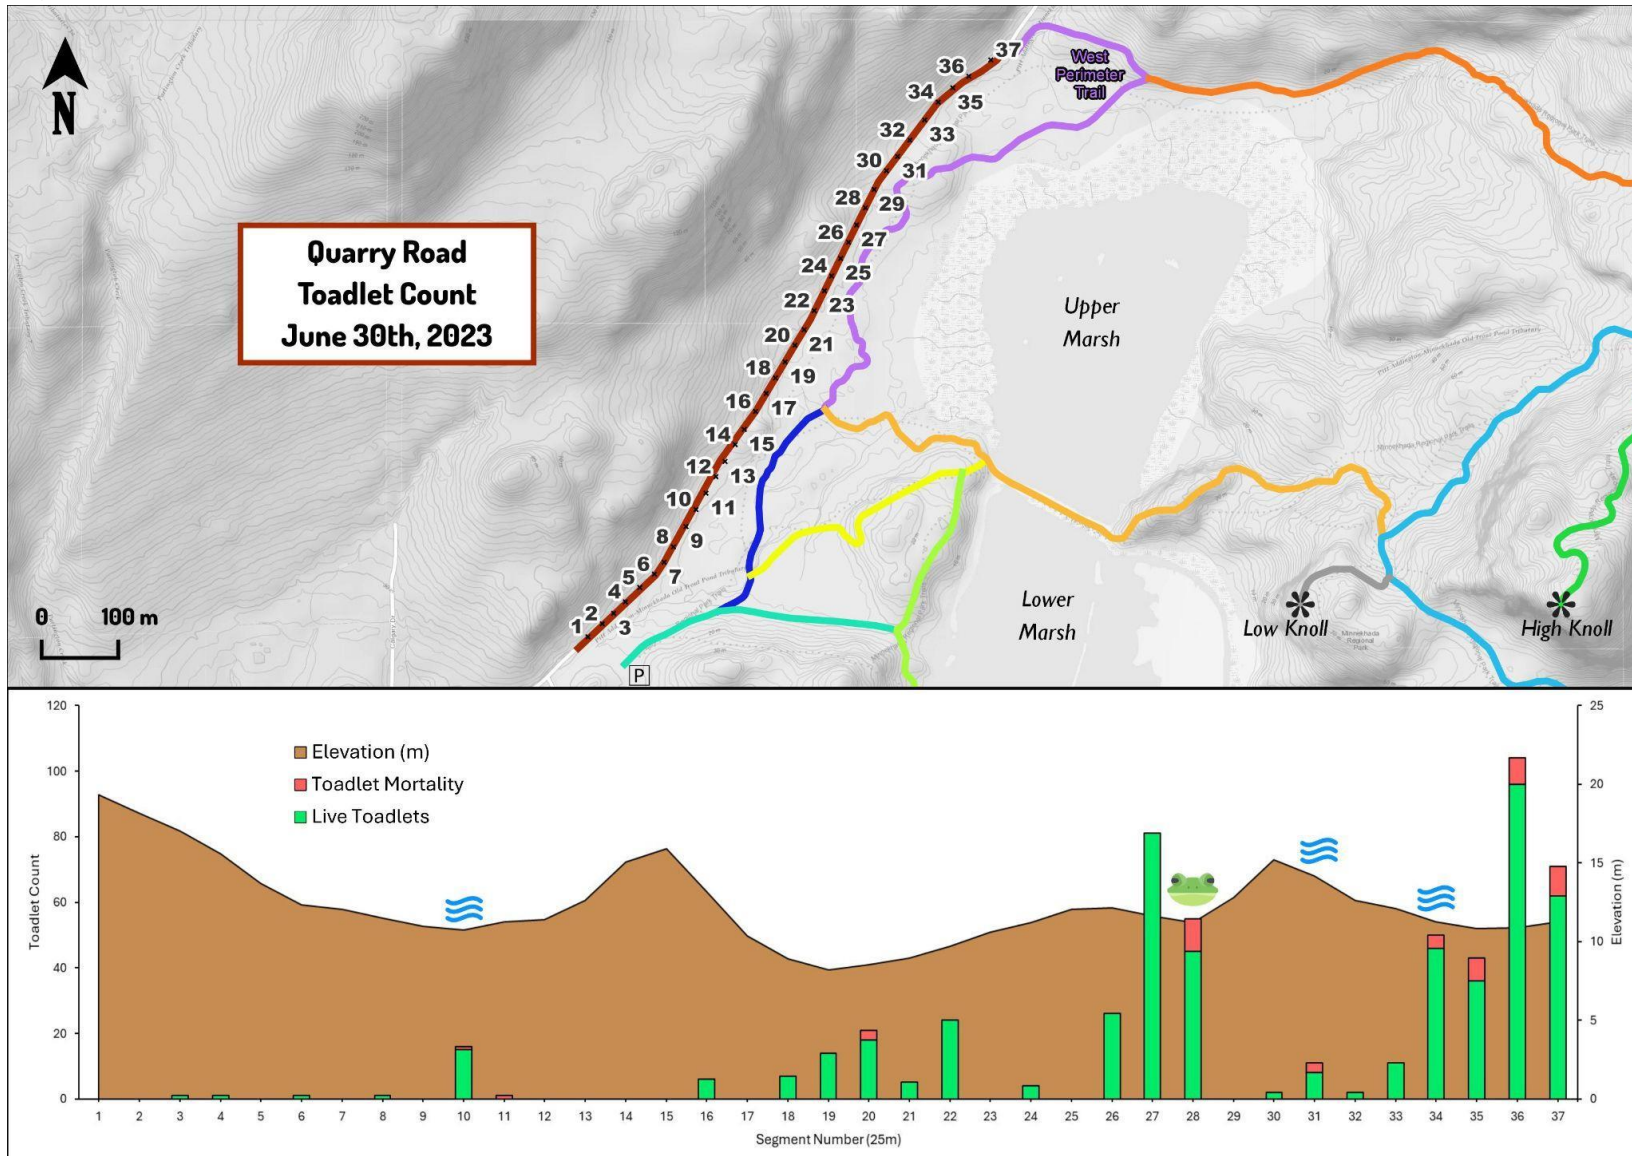 N
Quarry Road
Toadlet Count
June 30th, 2023
0 100 m
West
Perimeter
Trail
37
36
35
34
33
32
31
30
29
28
27
26
25
24
23
22
21
20
19
18
17
16
15
14
13
12
11
10
9
8
7
6
5
4
3
2
1
P
Upper
Marsh
Lower
Marsh
Low Knoll
High Knoll
Minnekhada
Regional
Park
Elevation (m)
Toadlet Mortality
Live Toadlets
Toadlet Count
120
100
80
60
40
20
0
Elevation (m)
25
20
15
10
5
0
1 2 3 4 5 6 7 8 9 10 11 12 13 14 15 16 17 18 19 20 21 22 23 24 25 26 27 28 29 30 31 32 33 34 35 36 37
Segment Number (25m)